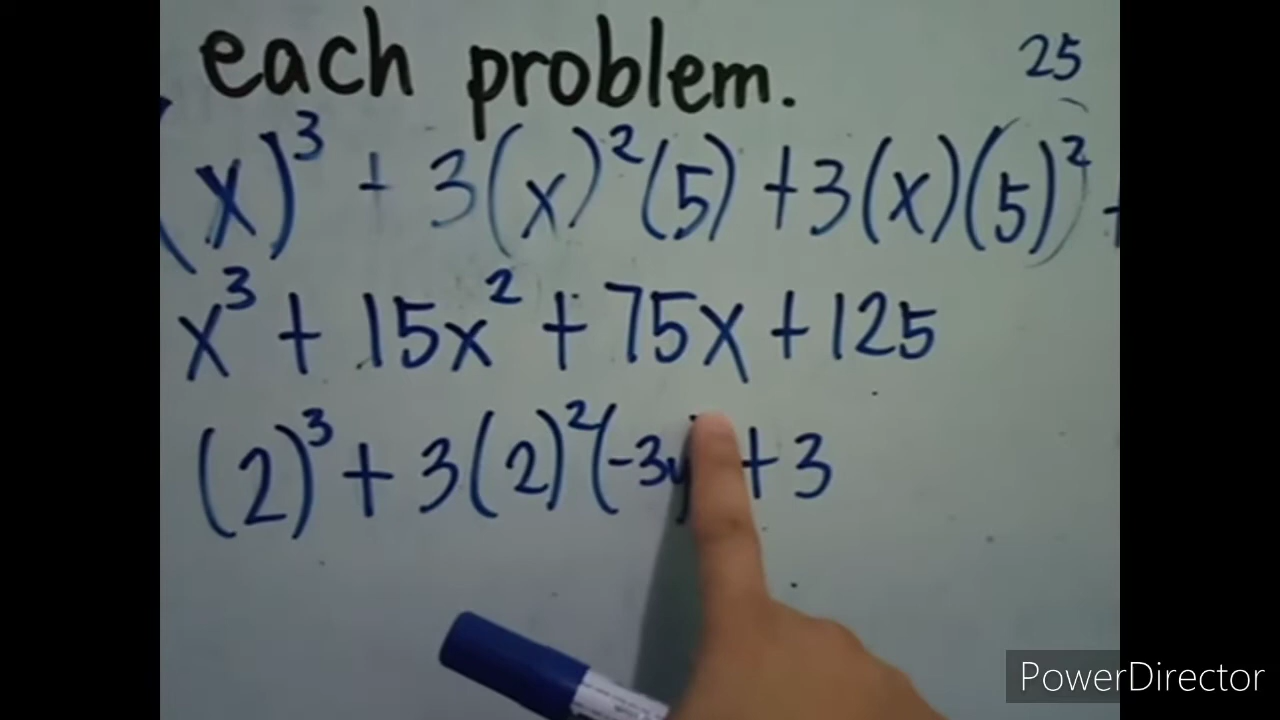 each problem.
25
(x)³ + 3(x)²(5) + 3(x)(5)² +
x³ + 15x² + 75x + 125
(2)³ + 3(2)²(-3y) + 3
PowerDirector